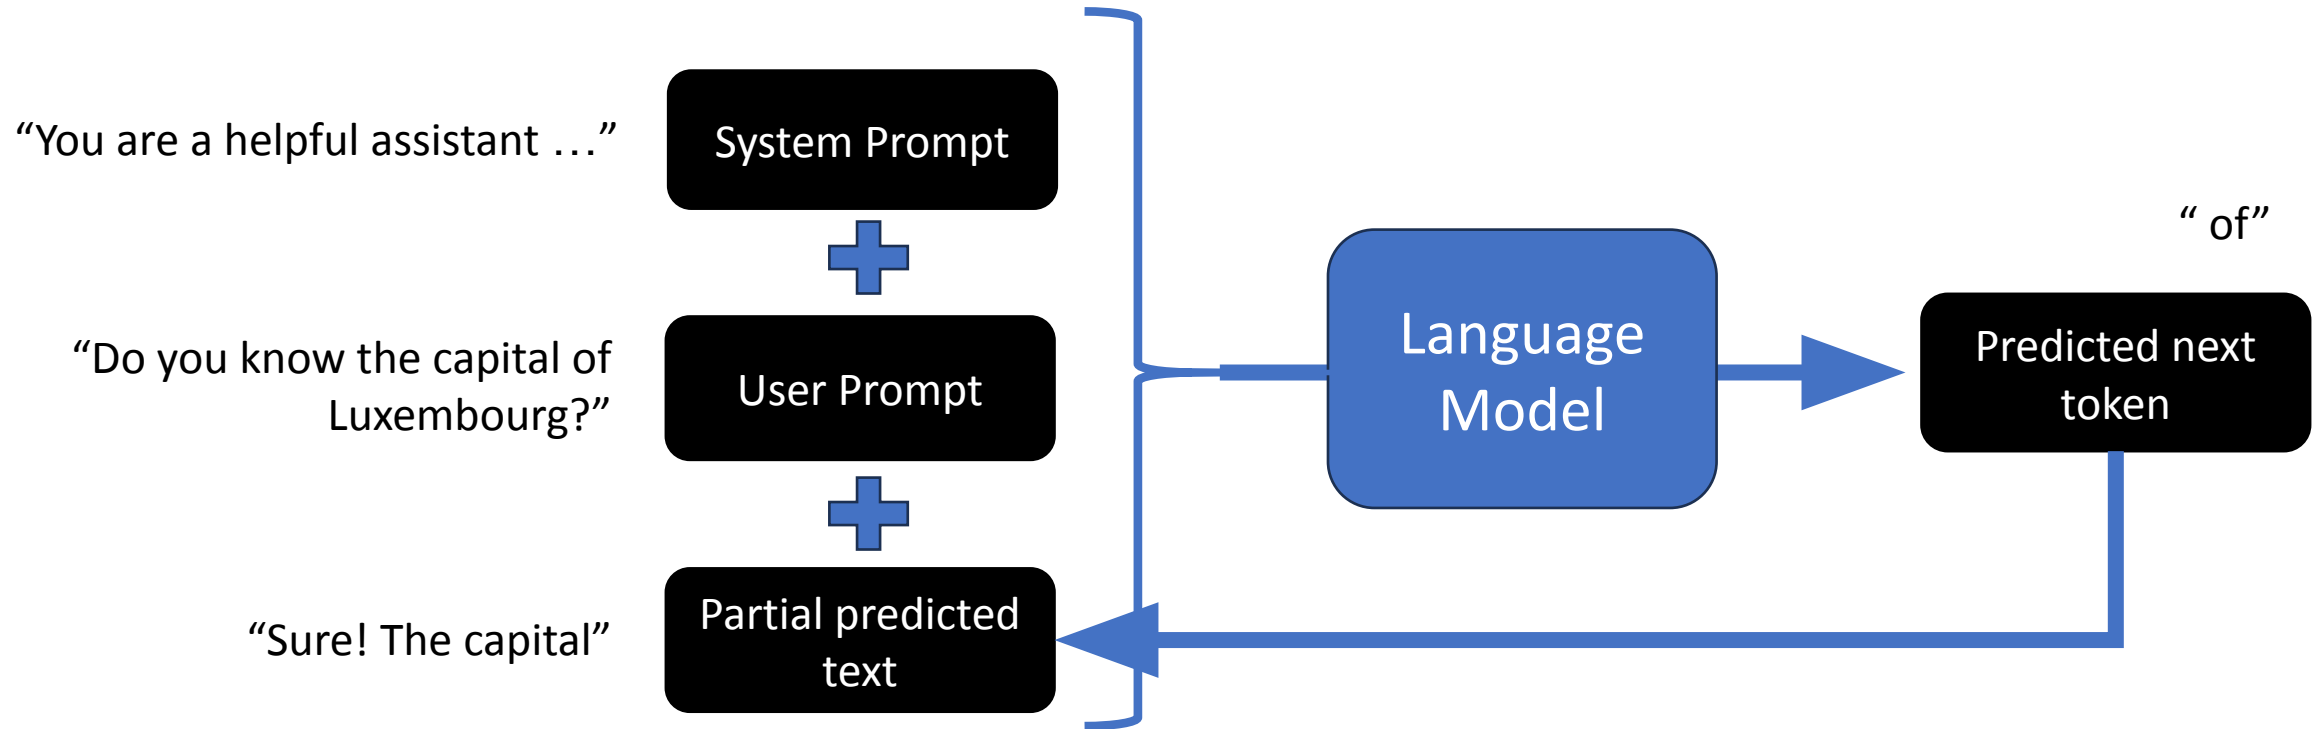 “You are a helpful assistant …”
System Prompt
“ of”
“Do you know the capital of
Luxembourg?”
User Prompt
Language
Model
Predicted next
token
“Sure! The capital”
Partial predicted
text